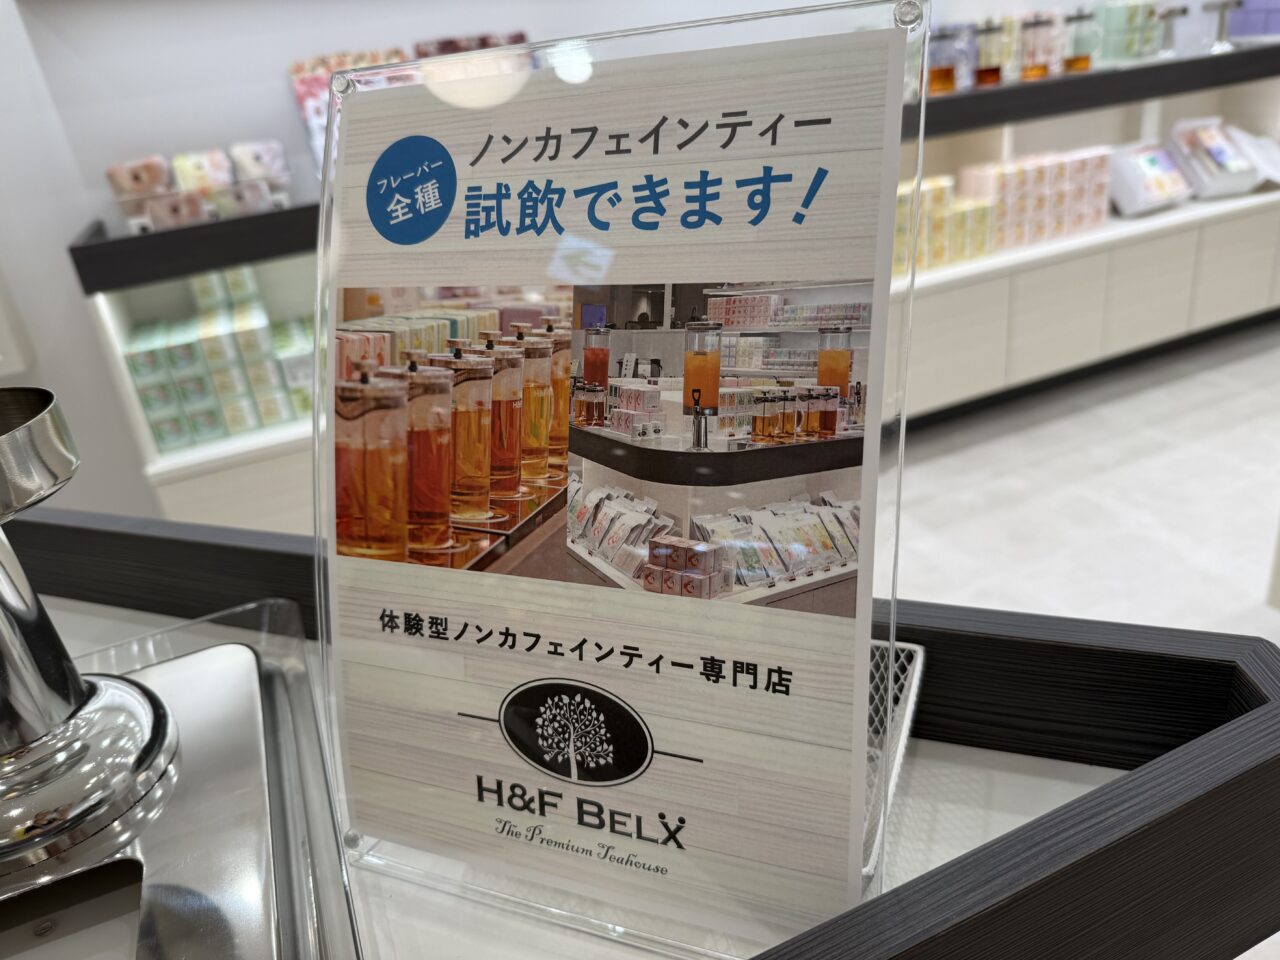 フレーバー
全種
ノンカフェインティー
試飲できます!
体験型ノンカフェインティー専門店
H&F BELX
The Premium Teahouse